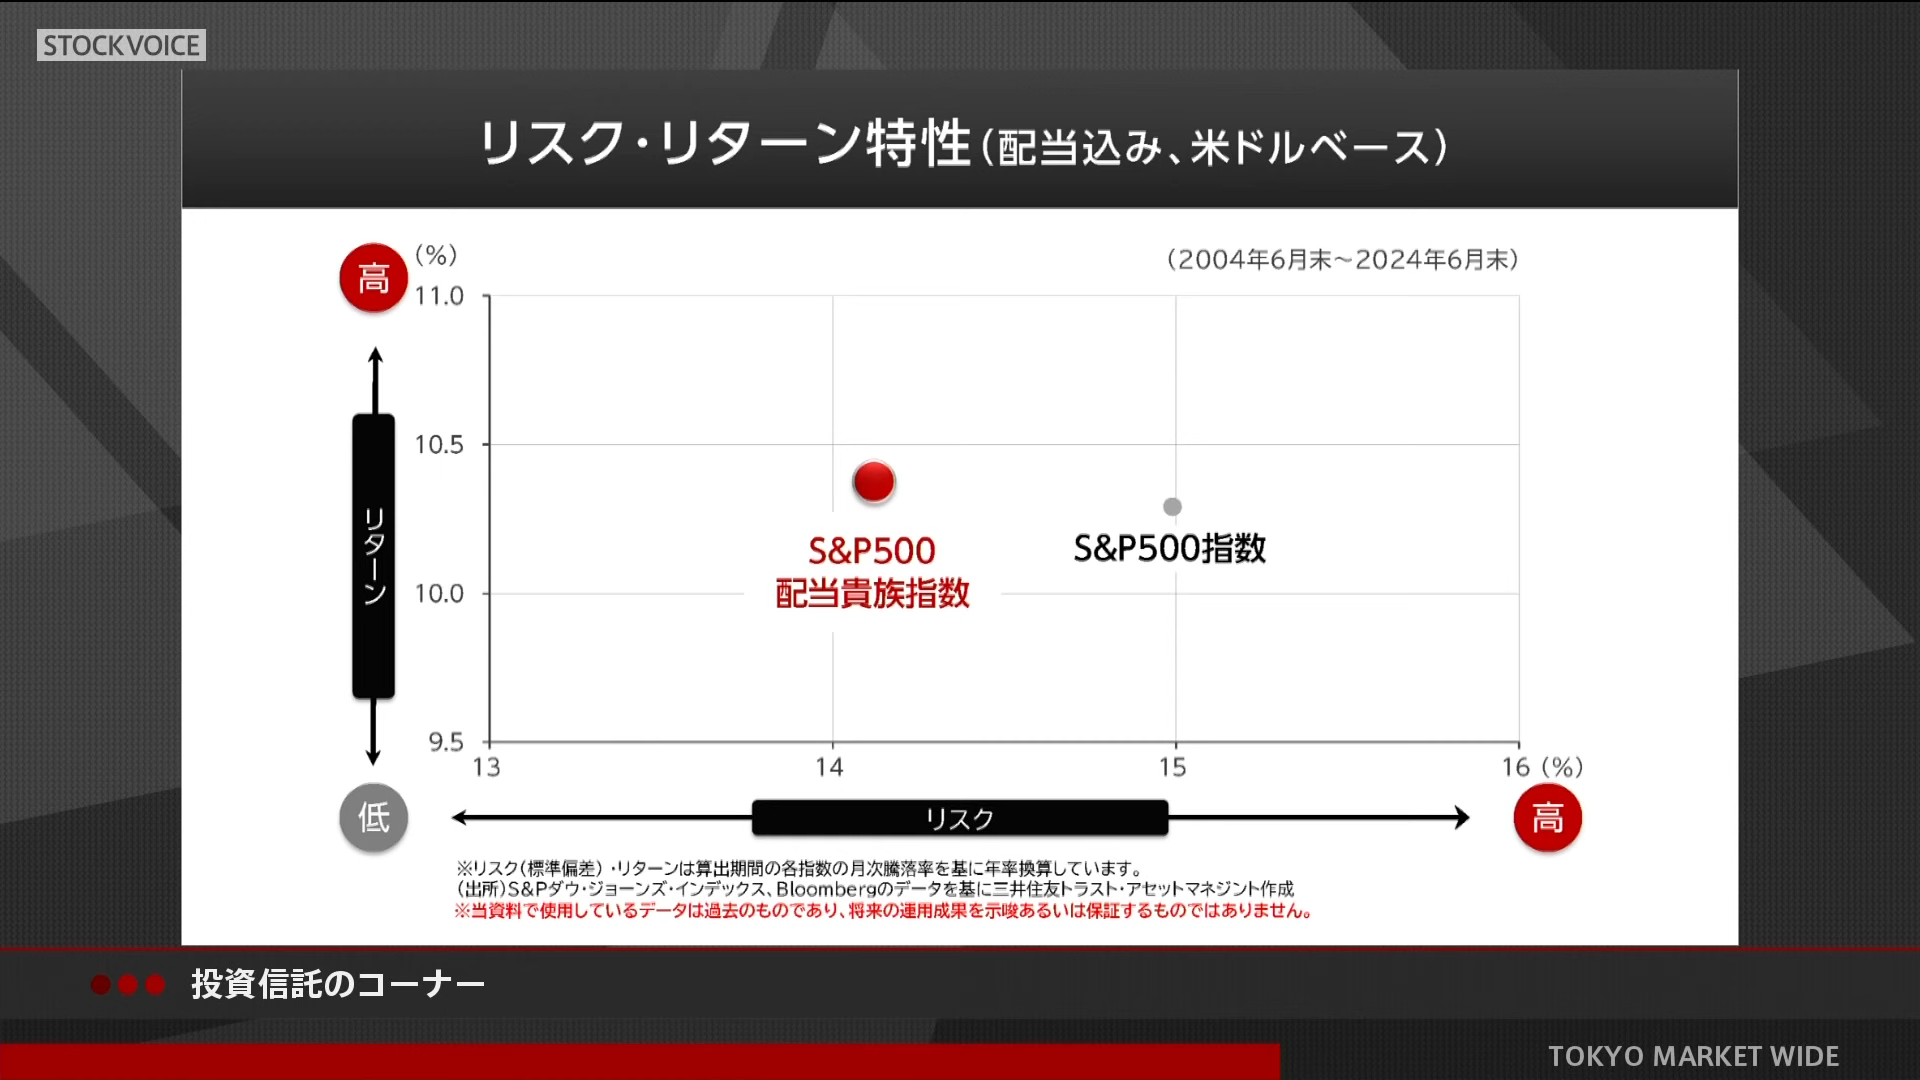 STOCKVOICE
リスク・リターン特性（配当込み、米ドルベース）
高
（％）
（2004年6月末～2024年6月末）
11.0
10.5
リターン
S&P500
配当貴族指数
S&P500指数
10.0
9.5
13
14
15
16（％）
低
リスク
高
※リスク（標準偏差）・リターンは算出期間の各指数の月次騰落率を基に年率換算しています。
（出所）S&Pダウ・ジョーンズ・インデックス、Bloombergのデータを基に三井住友トラスト・アセットマネジント作成
※当資料で使用しているデータは過去のものであり、将来の運用成果を示唆あるいは保証するものではありません。
投資信託のコーナー
TOKYO MARKET WIDE